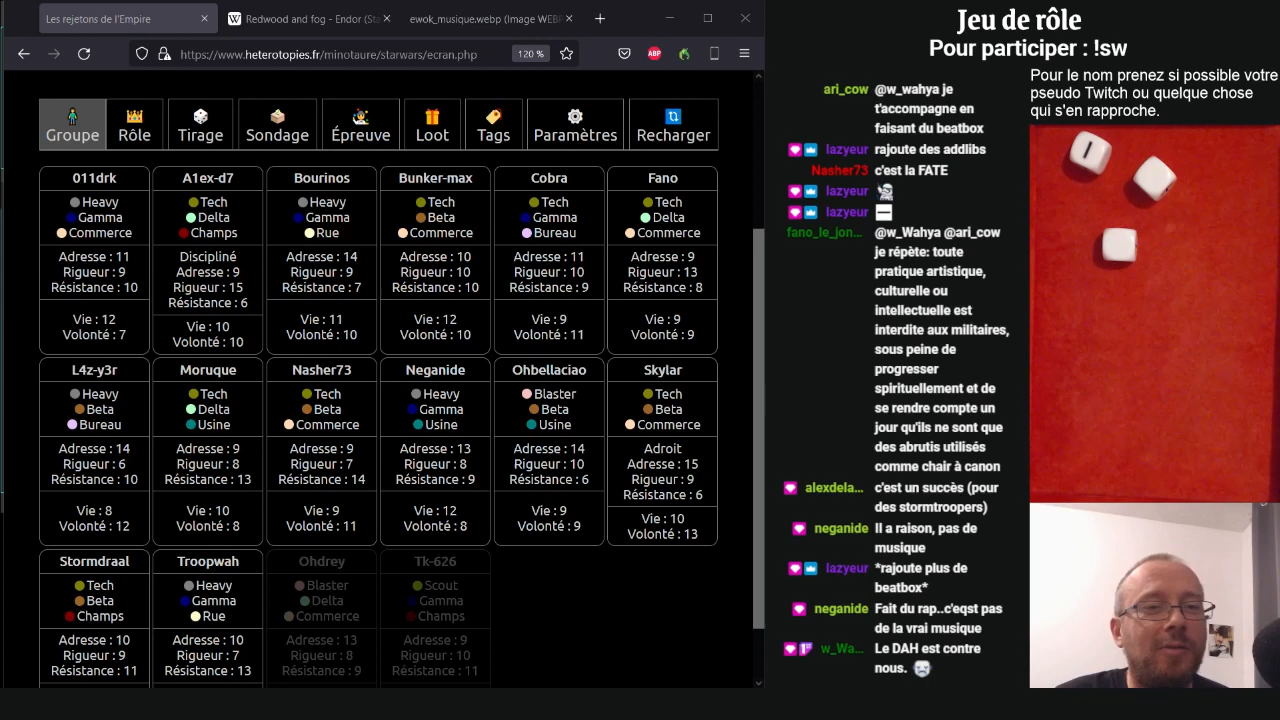 Les rejetons de l'Empire
Redwood and fog - Endor (Sta
ewok_musique.webp (Image WEBP
https://www.heterotopies.fr/minotaure/starwars/ecran.php
120 %
ABP
Groupe
Rôle
Tirage
Sondage
Épreuve
Loot
Tags
Paramètres
Recharger
011drk
Heavy
Gamma
Commerce
Adresse : 11
Rigueur : 9
Résistance : 10
Vie : 12
Volonté : 7
A1ex-d7
Tech
Delta
Champs
Discipliné
Adresse : 9
Rigueur : 15
Résistance : 6
Vie : 10
Volonté : 10
Bourinos
Heavy
Gamma
Rue
Adresse : 14
Rigueur : 9
Résistance : 7
Vie : 11
Volonté : 10
Bunker-max
Tech
Beta
Commerce
Adresse : 10
Rigueur : 10
Résistance : 10
Vie : 12
Volonté : 10
Cobra
Tech
Gamma
Bureau
Adresse : 11
Rigueur : 10
Résistance : 9
Vie : 9
Volonté : 11
Fano
Tech
Delta
Commerce
Adresse : 9
Rigueur : 13
Résistance : 8
Vie : 9
Volonté : 9
L4z-y3r
Heavy
Beta
Bureau
Adresse : 14
Rigueur : 6
Résistance : 10
Vie : 8
Volonté : 12
Moruque
Tech
Delta
Usine
Adresse : 9
Rigueur : 8
Résistance : 13
Vie : 10
Volonté : 8
Nasher73
Tech
Beta
Commerce
Adresse : 9
Rigueur : 7
Résistance : 14
Vie : 9
Volonté : 11
Neganide
Heavy
Gamma
Usine
Adresse : 13
Rigueur : 8
Résistance : 9
Vie : 12
Volonté : 8
Ohbellaciao
Blaster
Beta
Usine
Adresse : 14
Rigueur : 10
Résistance : 6
Vie : 9
Volonté : 9
Skylar
Tech
Beta
Commerce
Adroit
Adresse : 15
Rigueur : 9
Résistance : 6
Vie : 10
Volonté : 13
Stormdraal
Tech
Beta
Champs
Adresse : 10
Rigueur : 9
Résistance : 11
Troopwah
Heavy
Gamma
Rue
Adresse : 10
Rigueur : 7
Résistance : 13
Ohdrey
Blaster
Delta
Commerce
Adresse : 13
Rigueur : 8
Résistance : 9
Tk-626
Scout
Gamma
Champs
Adresse : 9
Rigueur : 10
Résistance : 11
Jeu de rôle
Pour participer : !sw
ari_cow @w_wahya je
t'accompagne en
faisant du beatbox
lazyeur rajoute des addlibs
Nasher73 c'est la FATE
lazyeur
lazyeur
fano_le_jon... @w_Wahya @ari_cow
je répète: toute
pratique artistique,
culturelle ou
intellectuelle est
interdite aux militaires,
sous peine de
progresser
spirituellement et de
se rendre compte un
jour qu'ils ne sont que
des abrutis utilisés
comme chair à canon
alexdela... c'est un succès (pour
des stormtroopers)
neganide Il a raison, pas de
musique
lazyeur *rajoute plus de
beatbox*
neganide Fait du rap..c'eqst pas
de la vrai musique
w_Wa... Le DAH est contre
nous.
Pour le nom prenez si possible votre
pseudo Twitch ou quelque chose
qui s'en rapproche.